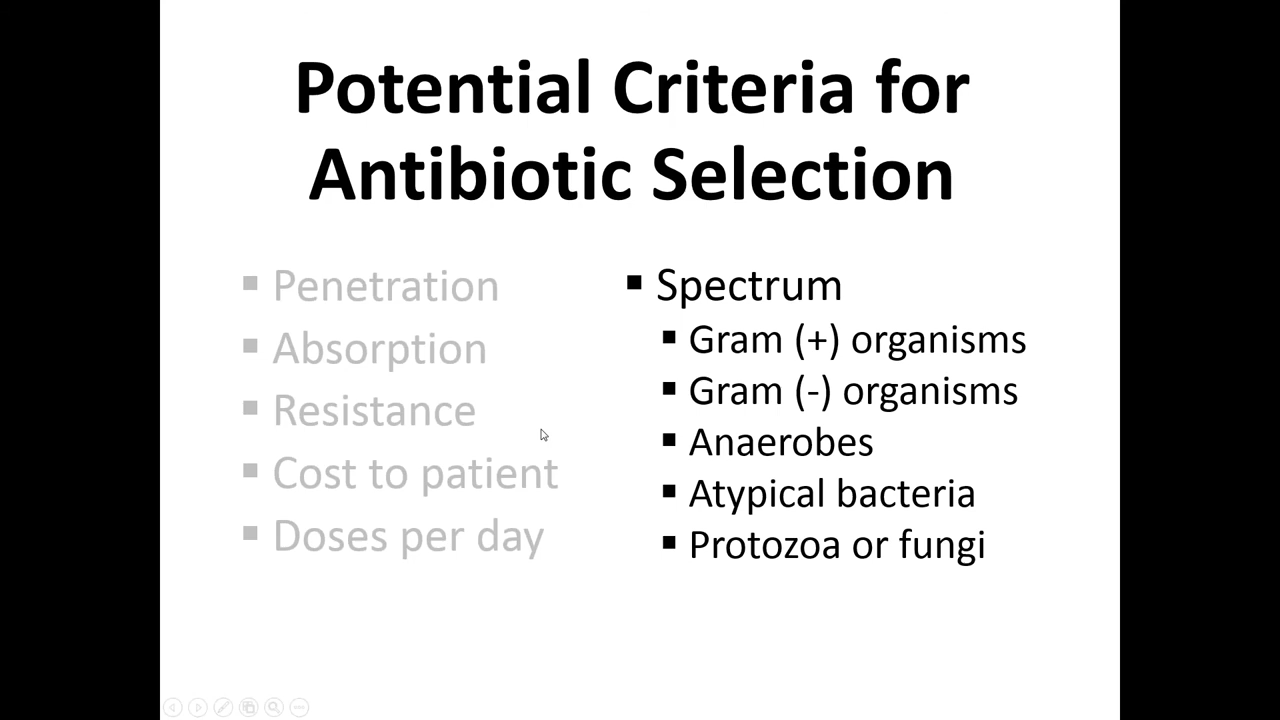 Potential Criteria for
Antibiotic Selection
▪ Penetration
▪ Absorption
▪ Resistance
▪ Cost to patient
▪ Doses per day
▪ Spectrum
▪ Gram (+) organisms
▪ Gram (-) organisms
▪ Anaerobes
▪ Atypical bacteria
▪ Protozoa or fungi